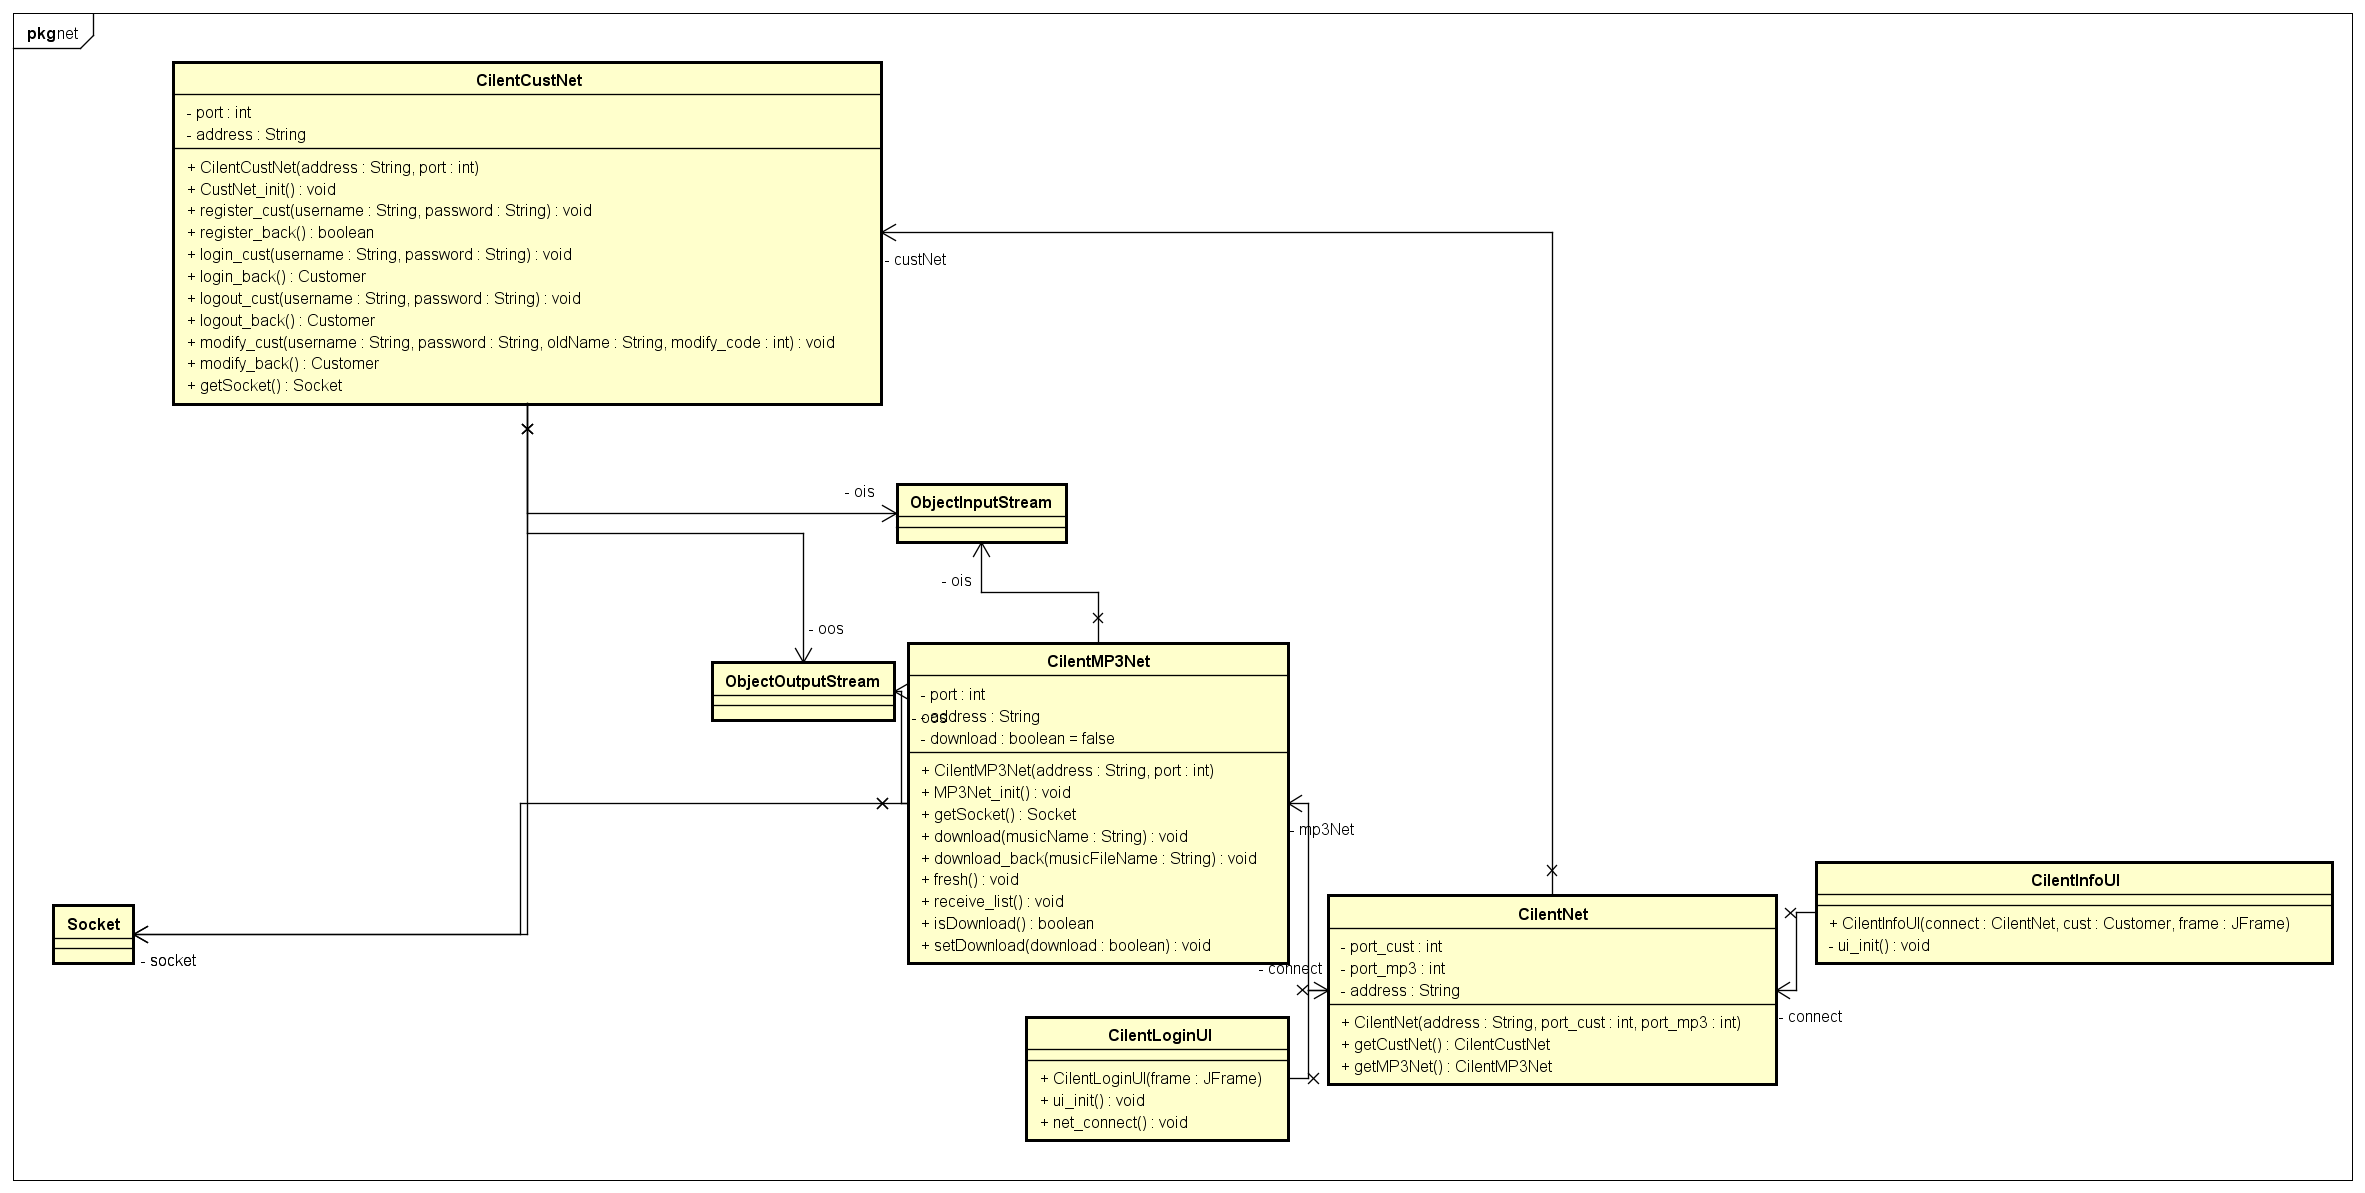 pkg net
CilentCustNet
- port : int
- address : String
+ CilentCustNet(address : String, port : int)
+ CustNet_init() : void
+ register_cust(username : String, password : String) : void
+ register_back() : boolean
+ login_cust(username : String, password : String) : void
+ login_back() : Customer
+ logout_cust(username : String, password : String) : void
+ logout_back() : Customer
+ modify_cust(username : String, password : String, oldName : String, modify_code : int) : void
+ modify_back() : Customer
+ getSocket() : Socket
- custNet
- ois
ObjectInputStream
- ois
- oos
ObjectOutputStream
- oos
CilentMP3Net
- port : int
- address : String
- download : boolean = false
+ CilentMP3Net(address : String, port : int)
+ MP3Net_init() : void
+ getSocket() : Socket
+ download(musicName : String) : void
+ download_back(musicFileName : String) : void
+ fresh() : void
+ receive_list() : void
+ isDownload() : boolean
+ setDownload(download : boolean) : void
- mp3Net
Socket
- socket
- connect
CilentNet
- port_cust : int
- port_mp3 : int
- address : String
+ CilentNet(address : String, port_cust : int, port_mp3 : int)
+ getCustNet() : CilentCustNet
+ getMP3Net() : CilentMP3Net
CilentInfoUI
+ CilentInfoUI(connect : CilentNet, cust : Customer, frame : JFrame)
- ui_init() : void
- connect
CilentLoginUI
+ CilentLoginUI(frame : JFrame)
+ ui_init() : void
+ net_connect() : void